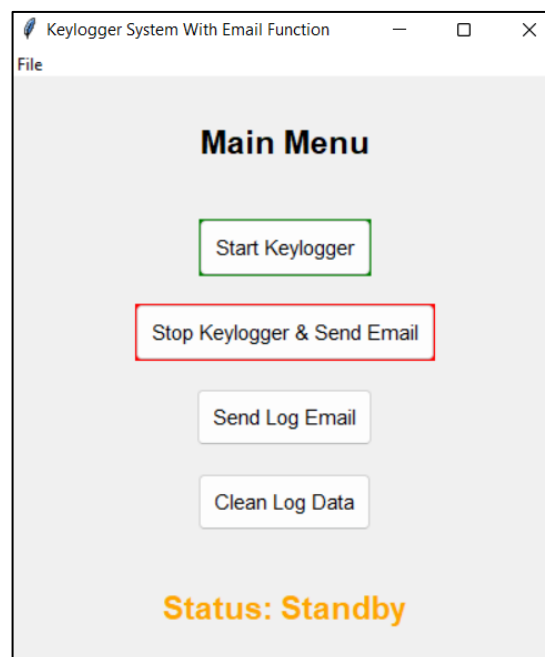 Keylogger System With Email Function
File
Main Menu
Start Keylogger
Stop Keylogger & Send Email
Send Log Email
Clean Log Data
Status: Standby